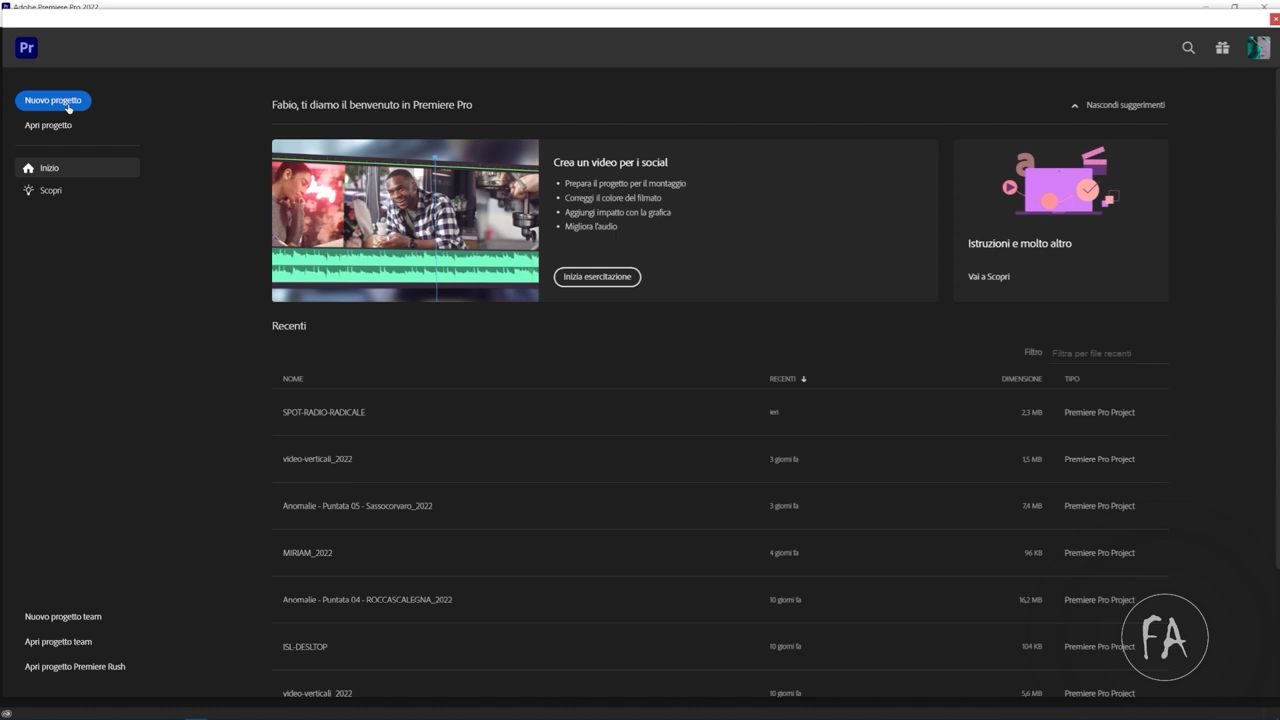 Adobe Premiere Pro 2022
Pr
Nuovo progetto
Apri progetto
Inizio
Scopri
Nuovo progetto team
Apri progetto team
Apri progetto Premiere Rush
Fabio, ti diamo il benvenuto in Premiere Pro
Nascondi suggerimenti
Crea un video per i social
• Prepara il progetto per il montaggio
• Correggi il colore del filmato
• Aggiungi impatto con la grafica
• Migliora l'audio
Inizia esercitazione
Istruzioni e molto altro
Vai a Scopri
Recenti
Filtro Filtra per file recenti
NOME RECENTI DIMENSIONE TIPO
SPOT-RADIO-RADICALE ieri 2,3 MB Premiere Pro Project
video-verticali_2022 3 giorni fa 1,5 MB Premiere Pro Project
Anomalie - Puntata 05 - Sassocorvaro_2022 3 giorni fa 7,4 MB Premiere Pro Project
MIRIAM_2022 4 giorni fa 96 KB Premiere Pro Project
Anomalie - Puntata 04 - ROCCASCALEGNA_2022 10 giorni fa 16,2 MB Premiere Pro Project
ISL-DESLTOP 10 giorni fa 104 KB Premiere Pro Project
video-verticali_2022 10 giorni fa 5,6 MB Premiere Pro Project
FA